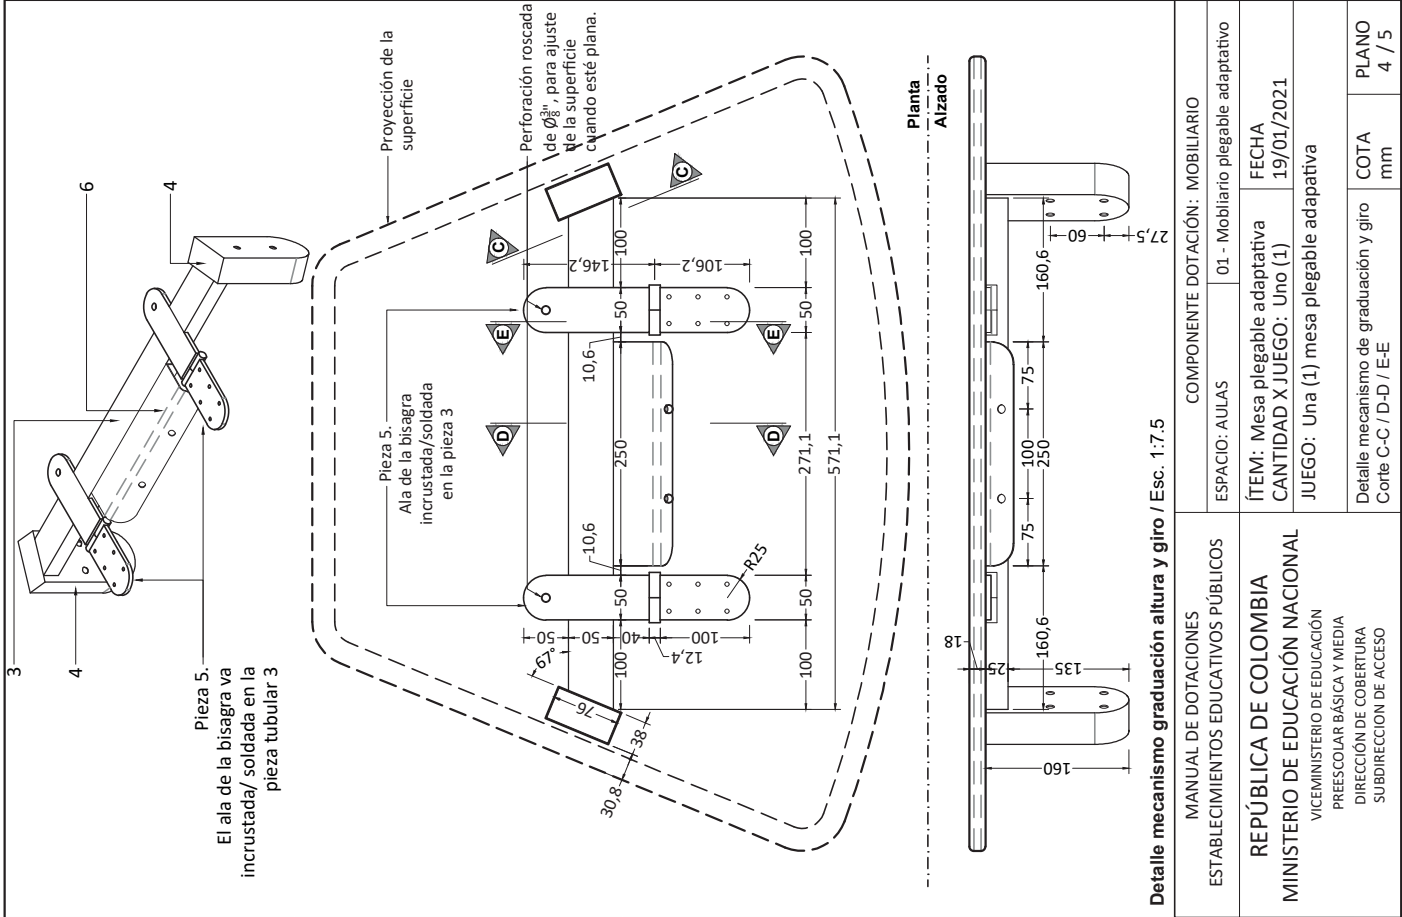 3
4
6
4
Pieza 5.
El ala de la bisagra va
incrustada/ soldada en la
pieza tubular 3
Proyección de la
superficie
Perforación roscada
de Ø3/8", para ajuste
de la superficie
cuando esté plana.
Pieza 5.
Ala de la bisagra
incrustada/soldada
en la pieza 3
C
C
E
E
D
D
146,2
106,2
100
50
10,6
250
10,6
50
100
100
50
271,1
50
100
571,1
50
50
40
12,4
100
R25
67°
76
38
30,8
Planta
Alzado
18
25
135
160
160,6
75
100
75
250
160,6
60
27,5
Detalle mecanismo graduación altura y giro / Esc. 1:7.5
MANUAL DE DOTACIONES
ESTABLECIMIENTOS EDUCATIVOS PÚBLICOS
REPÚBLICA DE COLOMBIA
MINISTERIO DE EDUCACIÓN NACIONAL
VICEMINISTERIO DE EDUCACIÓN
PREESCOLAR BÁSICA Y MEDIA
DIRECCIÓN DE COBERTURA
SUBDIRECCION DE ACCESO
COMPONENTE DOTACIÓN: MOBILIARIO
ESPACIO: AULAS
01 - Mobliario plegable adaptativo
ÍTEM: Mesa plegable adaptiva
CANTIDAD X JUEGO: Uno (1)
FECHA
19/01/2021
JUEGO: Una (1) mesa plegable adapativa
Detalle mecanismo de graduación y giro
Corte C-C / D-D / E-E
COTA
mm
PLANO
4 / 5